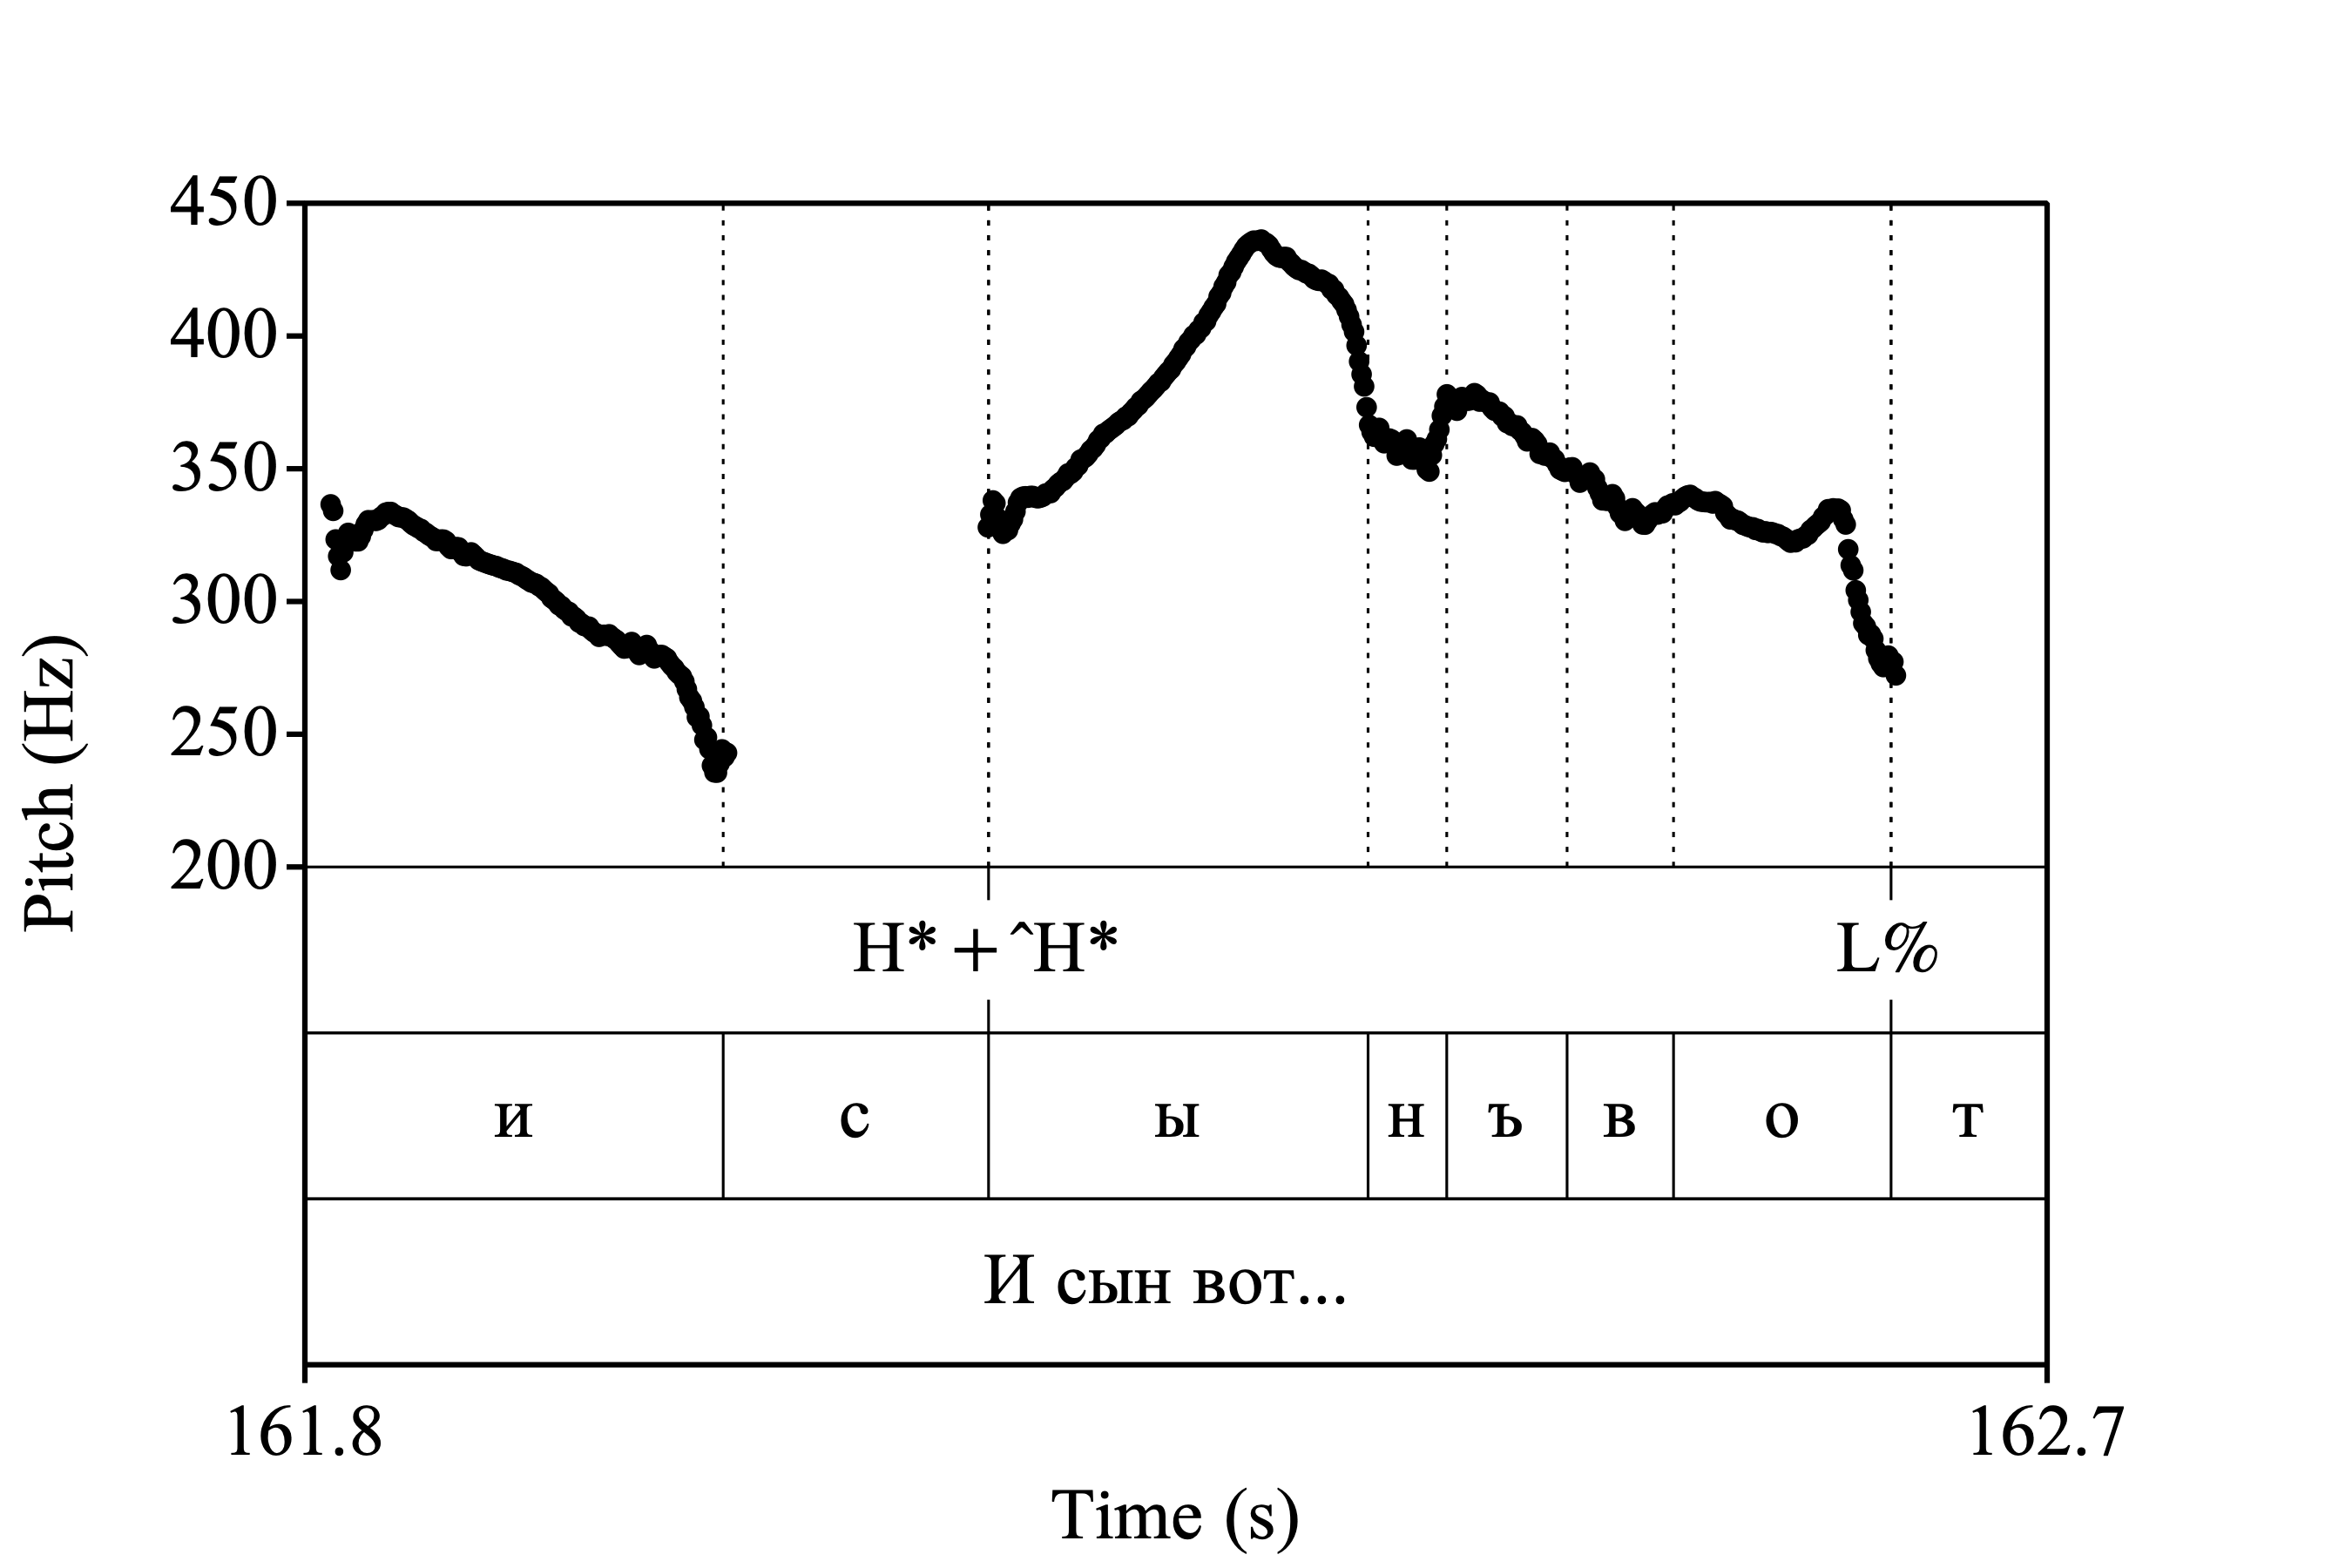 Pitch (Hz)
450
400
350
300
250
200
H*+^H* L%
и с ы н ъ в о т
И сын вот...
161.8 162.7
Time (s)